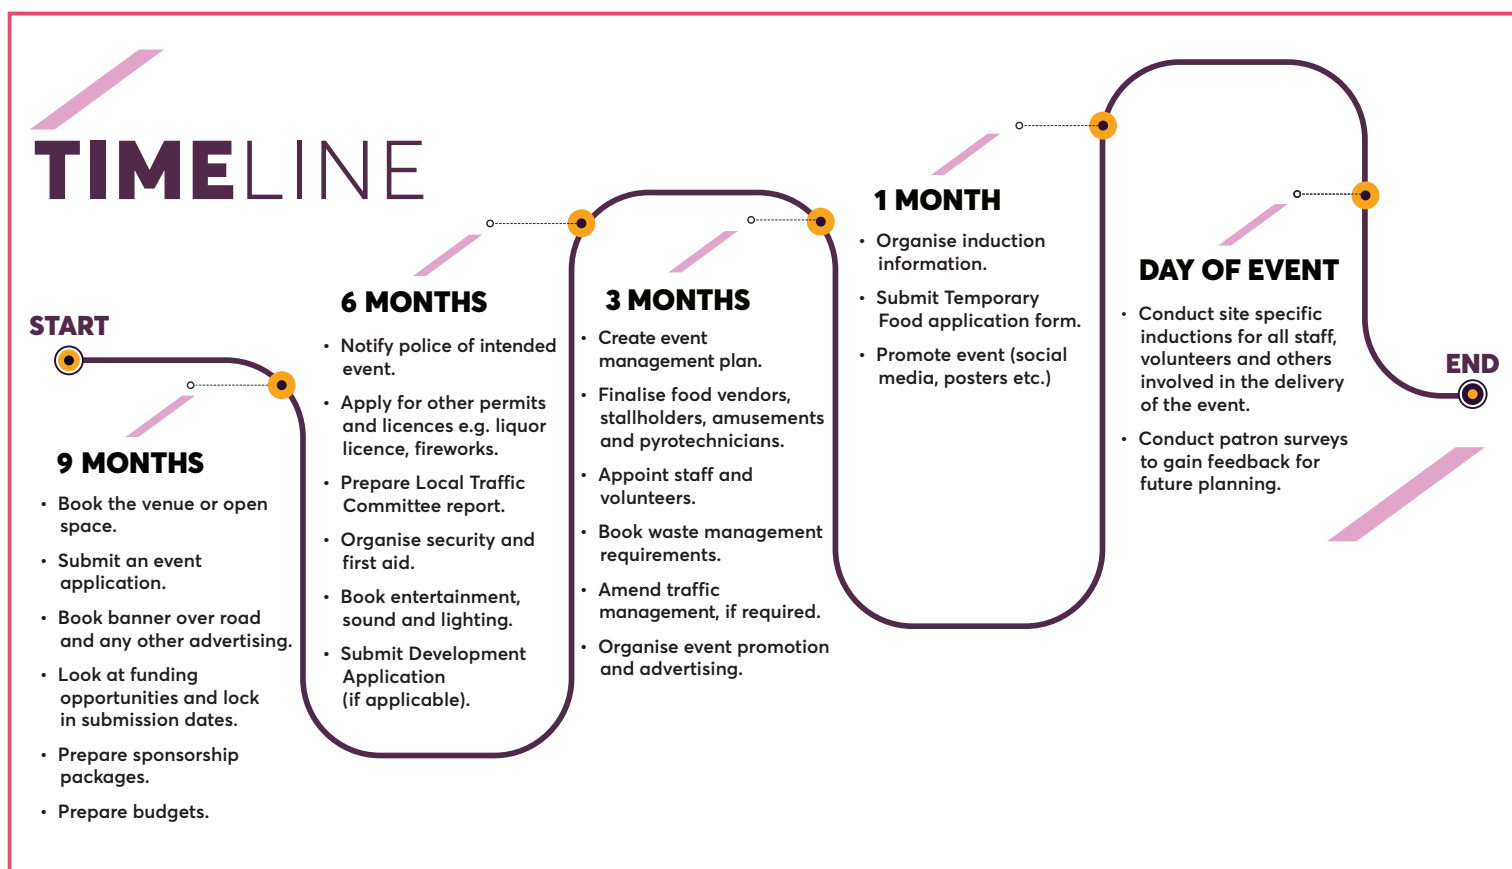 TIMELINE
START
9 MONTHS
• Book the venue or open
space.
• Submit an event
application.
• Book banner over road
and any other advertising.
• Look at funding
opportunities and lock
in submission dates.
• Prepare sponsorship
packages.
• Prepare budgets.
6 MONTHS
• Notify police of intended
event.
• Apply for other permits
and licences e.g. liquor
licence, fireworks.
• Prepare Local Traffic
Committee report.
• Organise security and
first aid.
• Book entertainment,
sound and lighting.
• Submit Development
Application
(if applicable).
3 MONTHS
• Create event
management plan.
• Finalise food vendors,
stallholders, amusements
and pyrotechnicians.
• Appoint staff and
volunteers.
• Book waste management
requirements.
• Amend traffic
management, if required.
• Organise event promotion
and advertising.
1 MONTH
• Organise induction
information.
• Submit Temporary
Food application form.
• Promote event (social
media, posters etc.)
DAY OF EVENT
• Conduct site specific
inductions for all staff,
volunteers and others
involved in the delivery
of the event.
• Conduct patron surveys
to gain feedback for
future planning.
END